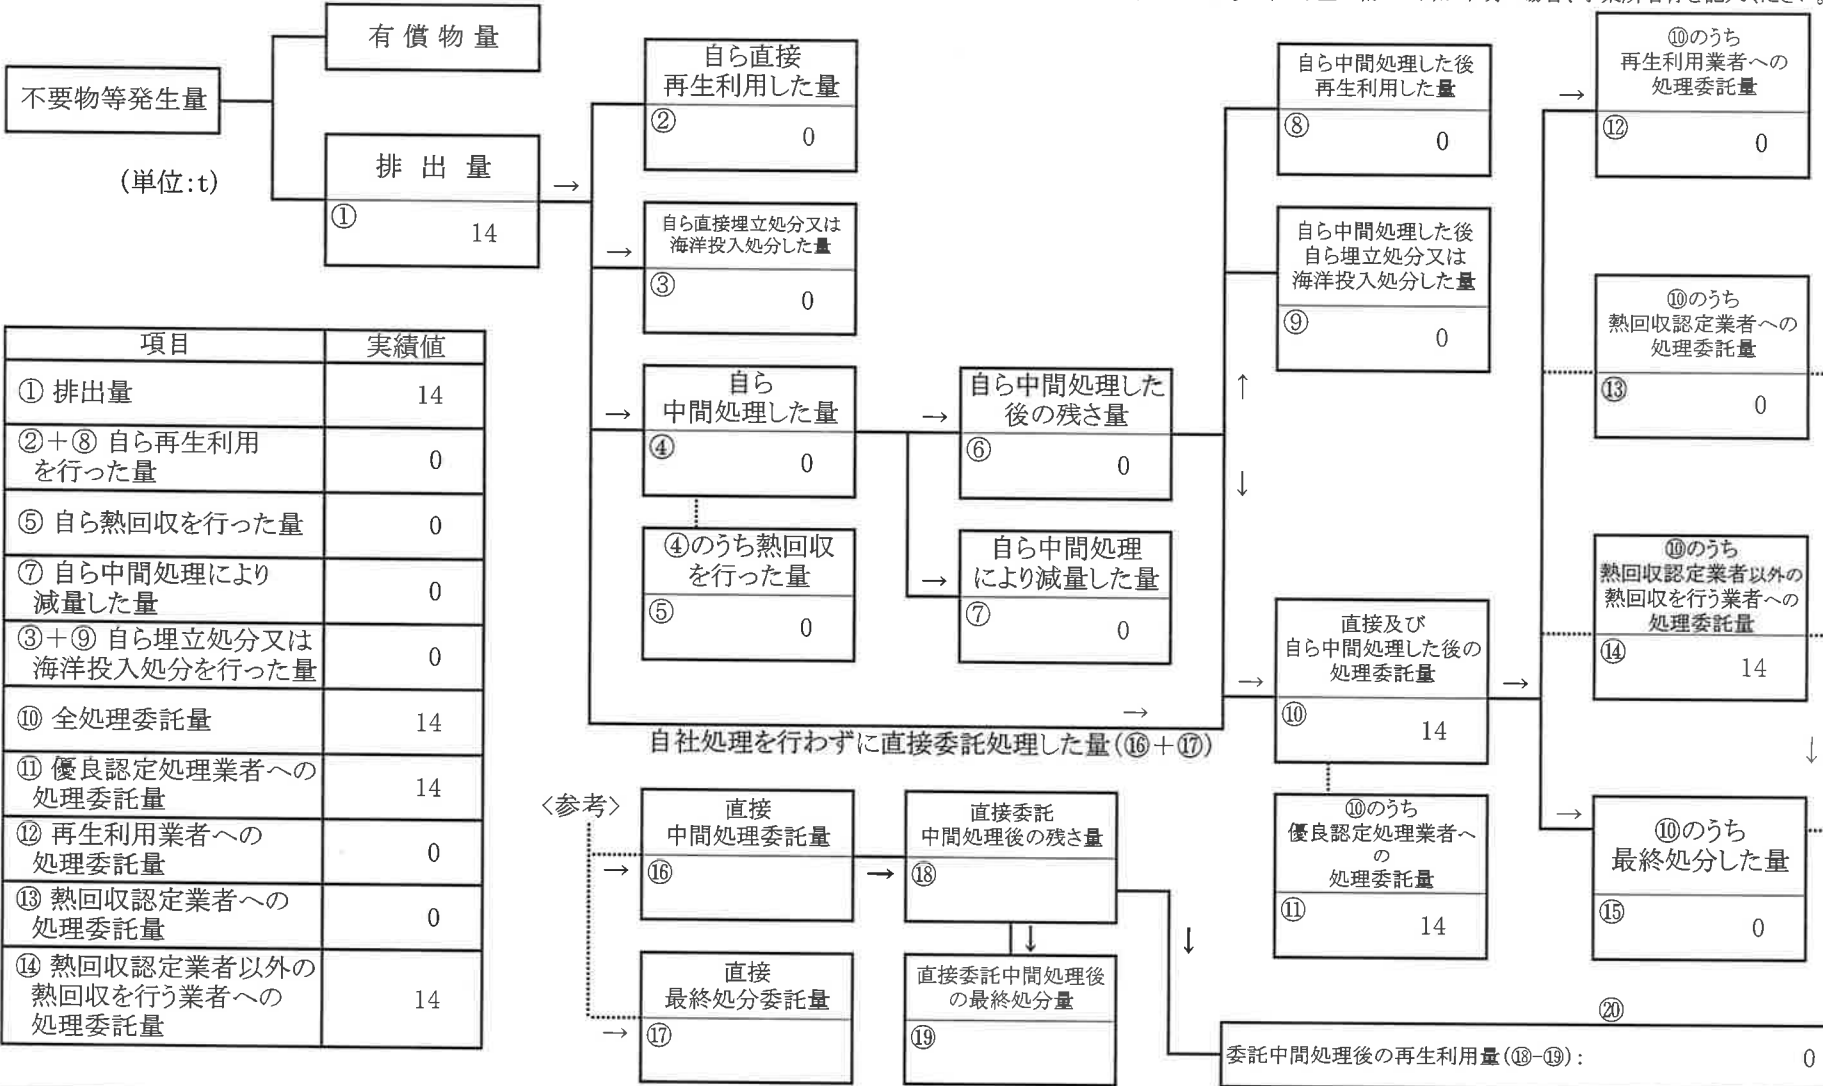 不要物等発生量
(単位:t)
有償物量
排出量
①
14
→
自ら直接
再生利用した量
②
0
→
自ら直接埋立処分又は
海洋投入処分した量
③
0
→
自ら
中間処理した量
④
0
④のうち熱回収
を行った量
⑤
0
→
自ら中間処理した
後の残さ量
⑥
0
→
自ら中間処理
により減量した量
⑦
0
↑
↓
自ら中間処理した後
再生利用した量
⑧
0
自ら中間処理した後
自ら埋立処分又は
海洋投入処分した量
⑨
0
→
自社処理を行わずに直接委託処理した量(⑯+⑰)
→
直接及び
自ら中間処理した後の
処理委託量
⑩
14
→
⑩のうち
優良認定処理業者へ
の
処理委託量
⑪
14
→
⑩のうち
再生利用業者への
処理委託量
⑫
0
⑩のうち
熱回収認定業者への
処理委託量
⑬
0
⑩のうち
熱回収認定業者以外の
熱回収を行う業者への
処理委託量
⑭
14
↓
→
⑩のうち
最終処分した量
⑮
0
項目 実績値
① 排出量 14
②+⑧ 自ら再生利用
を行った量 0
⑤ 自ら熱回収を行った量 0
⑦ 自ら中間処理により
減量した量 0
③+⑨ 自ら埋立処分又は
海洋投入処分を行った量 0
⑩ 全処理委託量 14
⑪ 優良認定処理業者への
処理委託量 14
⑫ 再生利用業者への
処理委託量 0
⑬ 熱回収認定業者への
処理委託量 0
⑭ 熱回収認定業者以外の
熱回収を行う業者への
処理委託量 14
〈参考〉
→
直接
中間処理委託量
⑯
→
直接委託
中間処理後の残さ量
⑱
→
直接
最終処分委託量
⑰
↓
直接委託中間処理後
の最終処分量
⑲
↓
⑳
委託中間処理後の再生利用量(⑱-⑲): 0